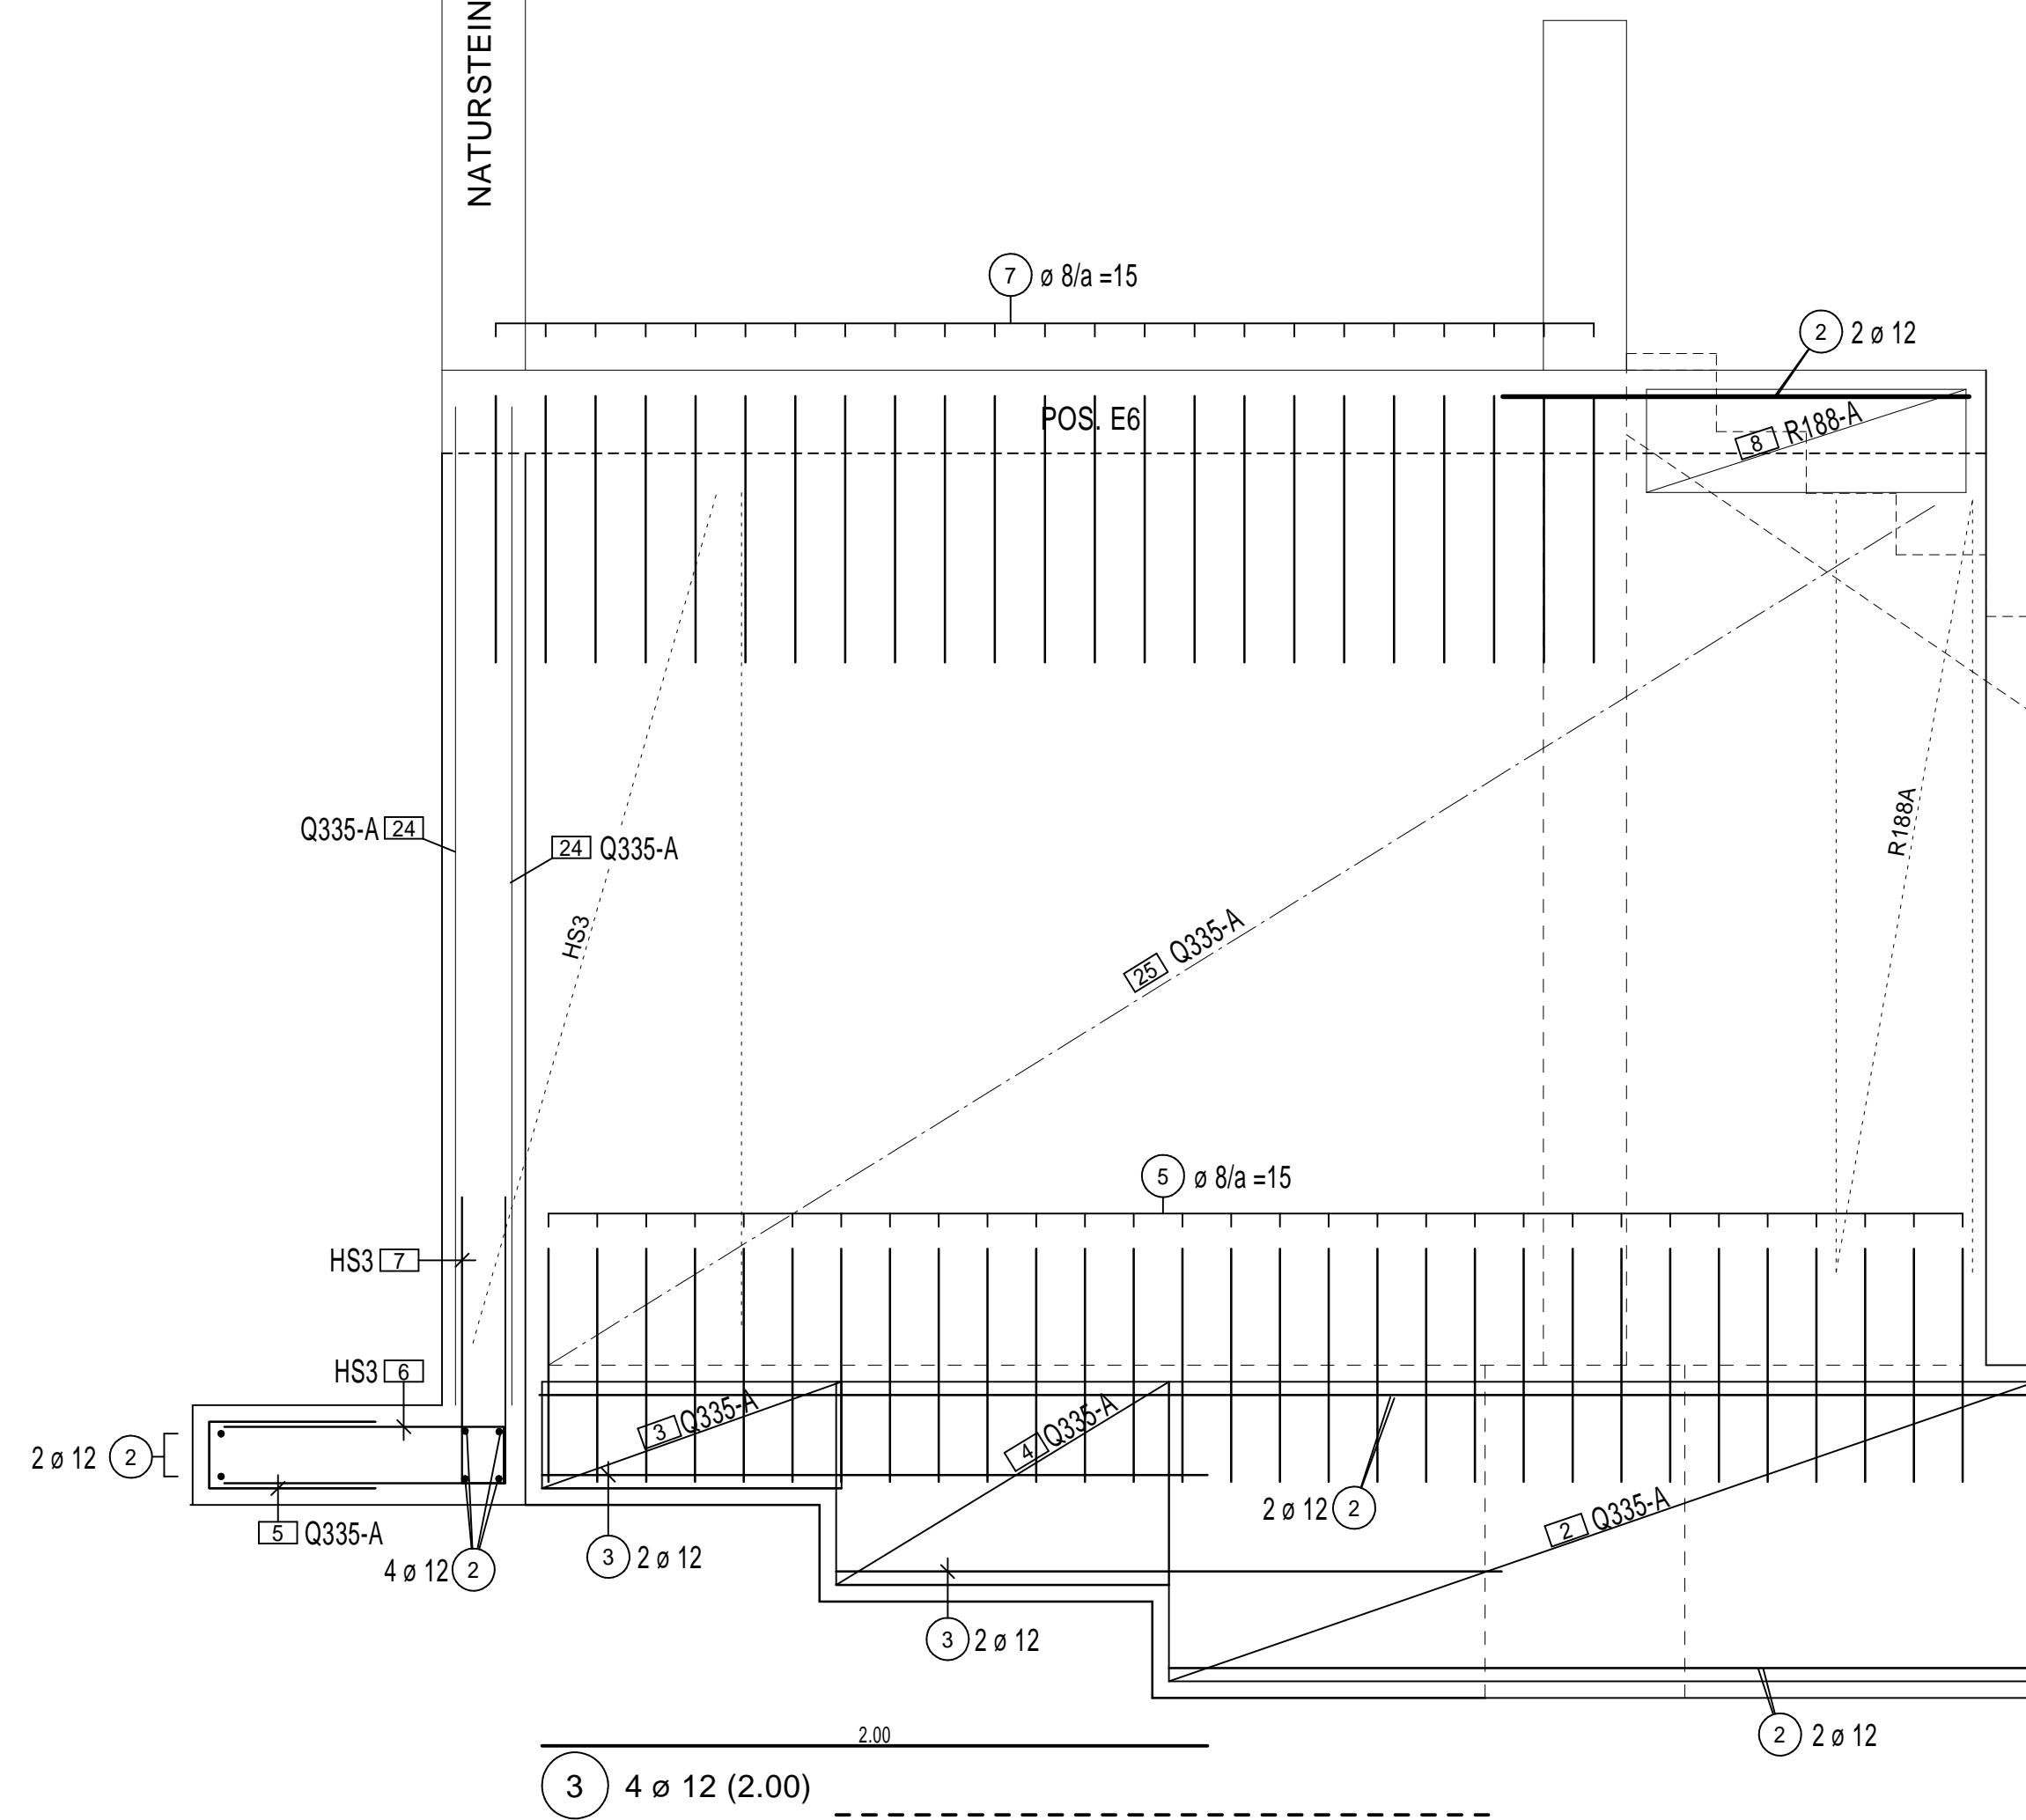 NATURSTEIN
7 ø 8/a =15
2 2 ø 12
POS. E6
8 R188-A
Q335-A 24
24 Q335-A
R188A
HS3
25 Q335-A
5 ø 8/a =15
HS3 7
HS3 6
3 Q335-A
4 Q335-A
2 ø 12 2
2 ø 12 2
2 Q335-A
5 Q335-A
4 ø 12 2
3 2 ø 12
3 2 ø 12
2 2 ø 12
2.00
3 4 ø 12 (2.00)